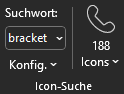 Suchwort:
bracket
Konfig.
188
Icons
Icon-Suche